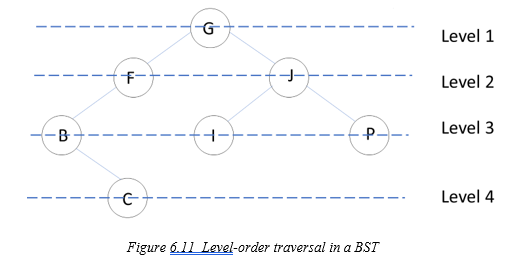 G Level 1
F J Level 2
B I P Level 3
C Level 4
Figure 6.11 Level-order traversal in a BST